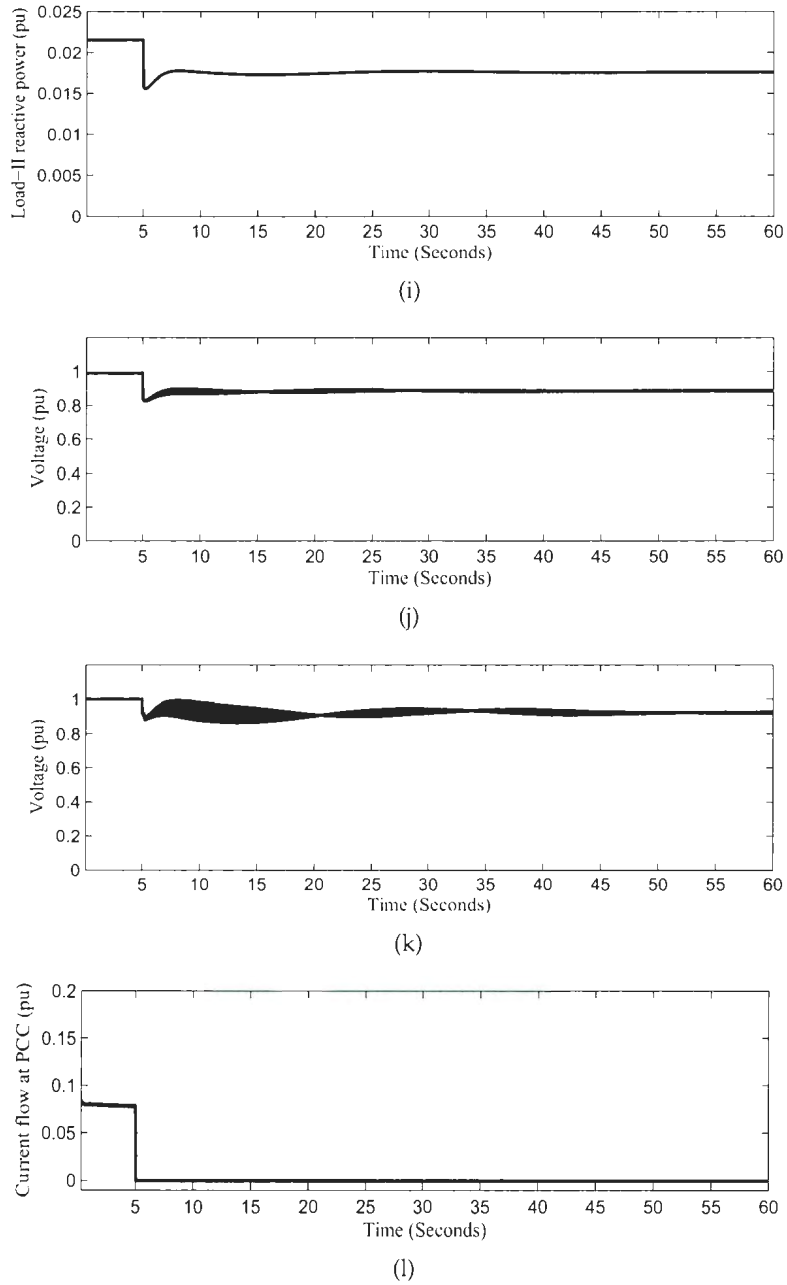 Load-II reactive power (pu)
0.025
0.02
0.015
0.01
0.005
0
5 10 15 20 25 30 35 40 45 50 55 60
Time (Seconds)
(i)
Voltage (pu)
1
0.8
0.6
0.4
0.2
0
5 10 15 20 25 30 35 40 45 50 55 60
Time (Seconds)
(j)
Voltage (pu)
1
0.8
0.6
0.4
0.2
0
5 10 15 20 25 30 35 40 45 50 55 60
Time (Seconds)
(k)
Current flow at PCC (pu)
0.2
0.15
0.1
0.05
0
5 10 15 20 25 30 35 40 45 50 55 60
Time (Seconds)
(l)